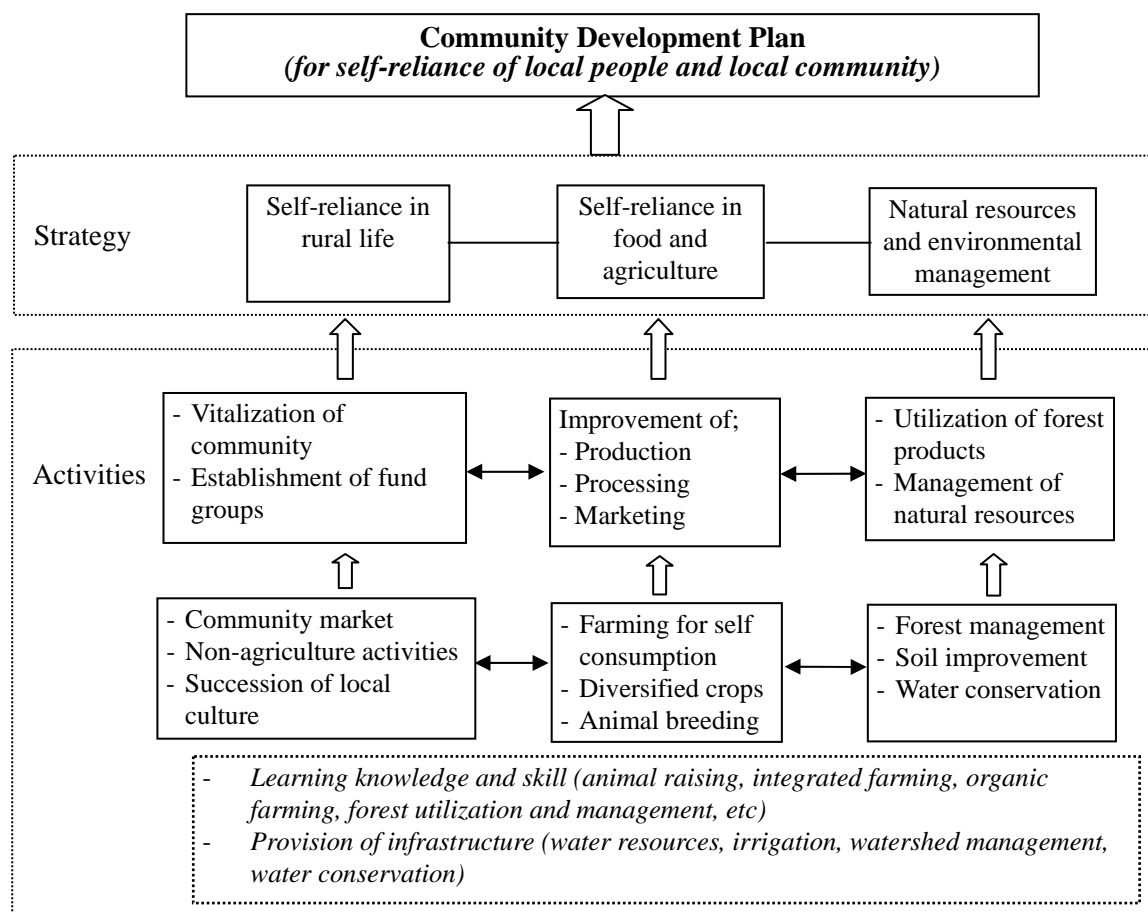 Community Development Plan
(for self-reliance of local people and local community)
Strategy
Self-reliance in
rural life
Self-reliance in
food and
agriculture
Natural resources
and environmental
management
Activities
- Vitalization of
community
- Establishment of fund
groups
Improvement of;
- Production
- Processing
- Marketing
- Utilization of forest
products
- Management of
natural resources
- Community market
- Non-agriculture activities
- Succession of local
culture
- Farming for self
consumption
- Diversified crops
- Animal breeding
- Forest management
- Soil improvement
- Water conservation
- Learning knowledge and skill (animal raising, integrated farming, organic
farming, forest utilization and management, etc)
- Provision of infrastructure (water resources, irrigation, watershed management,
water conservation)